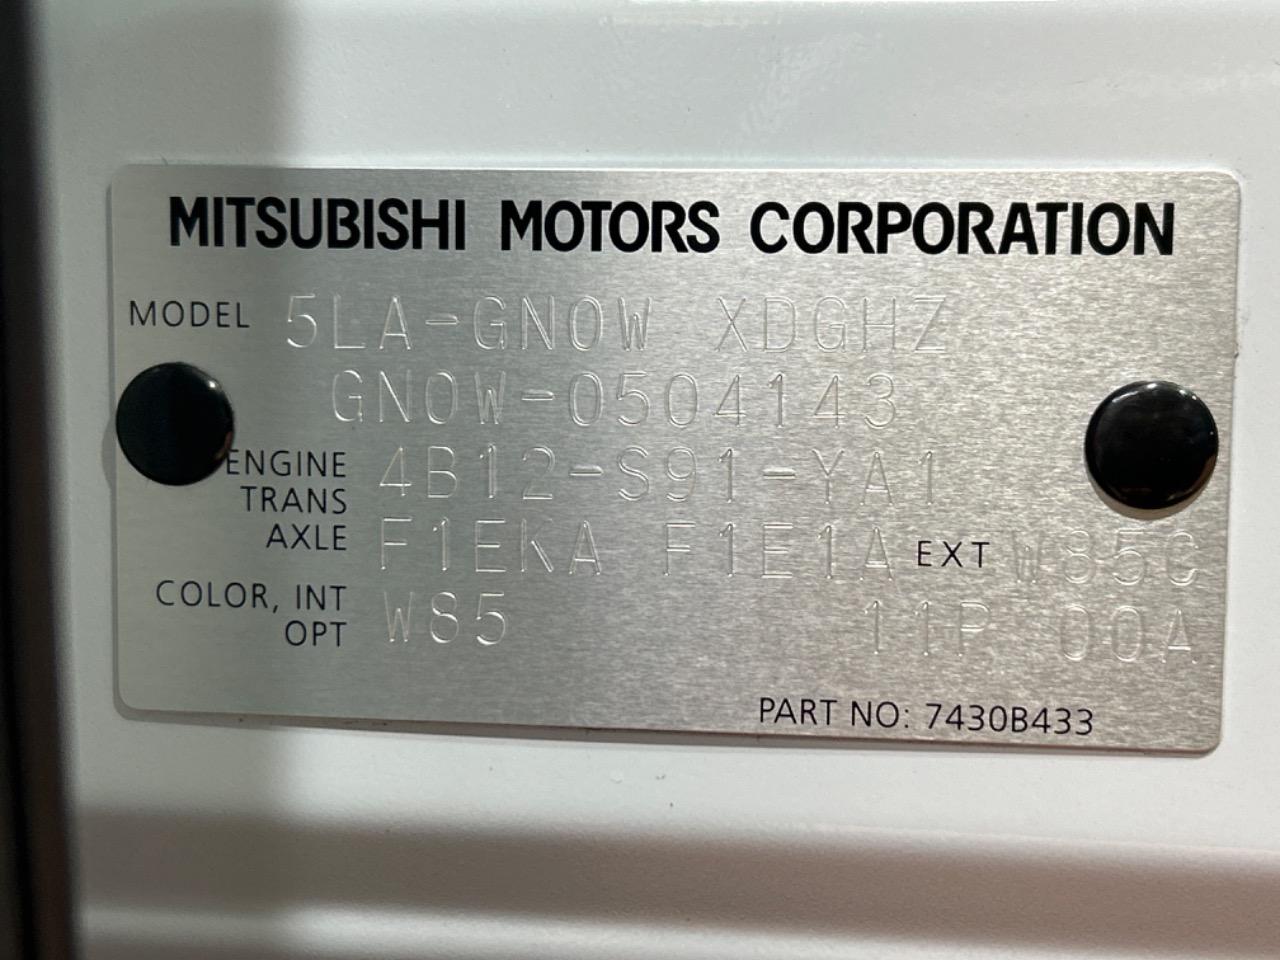 MITSUBISHI MOTORS CORPORATION
MODEL 5LA-GN0W XDGHZ
GN0W-0504143
ENGINE 4B12-S91-YA1
TRANS
AXLE F1EKA F1E1A EXT W85C
COLOR, INT W85 11P 00A
OPT
PART NO: 7430B433